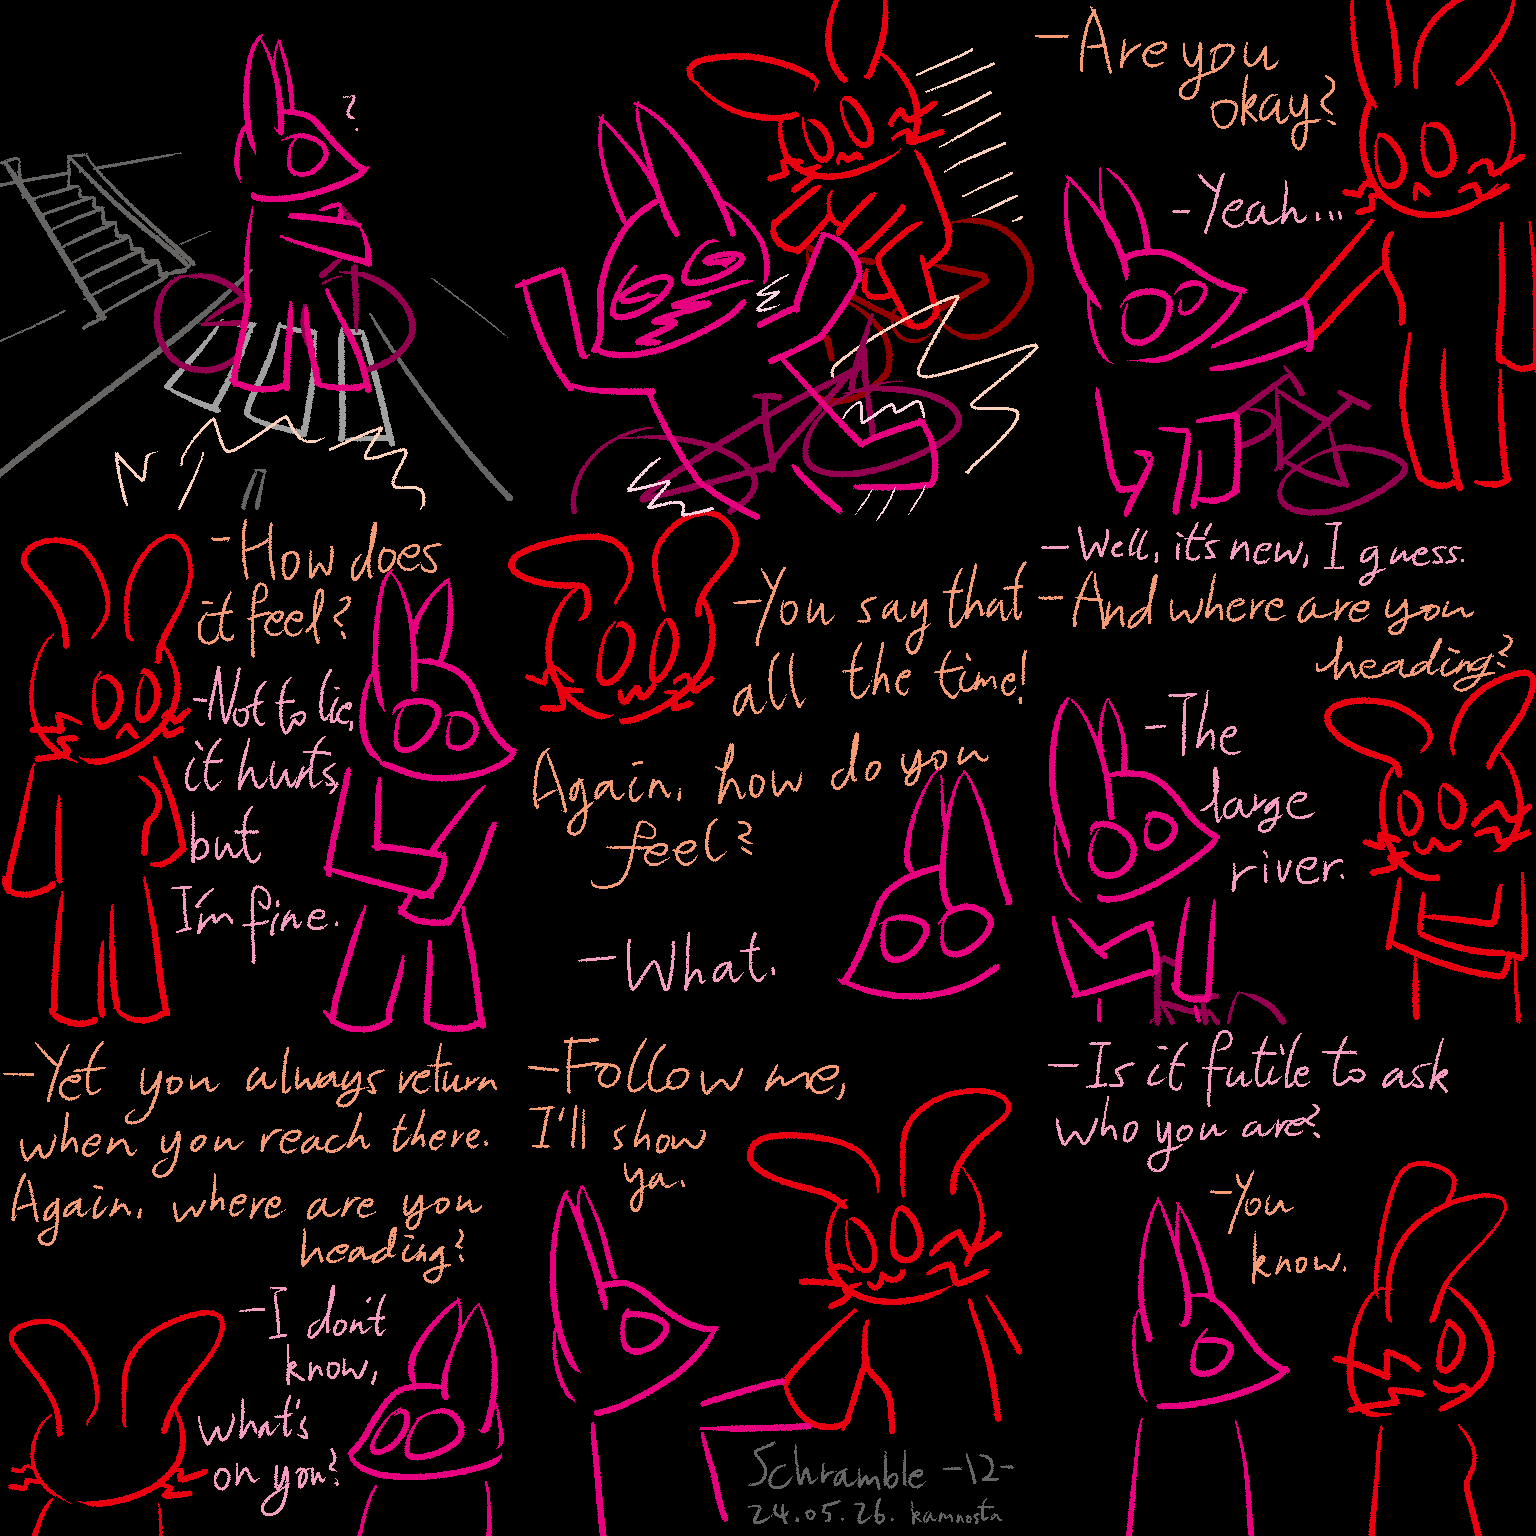 ?
-Are you
okay?
-Yeah...
-How does
it feel?
-Not to lie,
it hurts,
but
I'm fine.
-You say that
all the time!
Again, how do you
feel?
-What.
-Well, it's new, I guess.
-And where are you
heading?
-The
large
river.
-Yet you always return
when you reach there.
Again, where are you
heading?
-I don't
know,
what's
on you?
-Follow me,
I'll show
ya.
-Is it futile to ask
who you are?
-You
know.
Schramble -12-
24.05.26. kamnosta